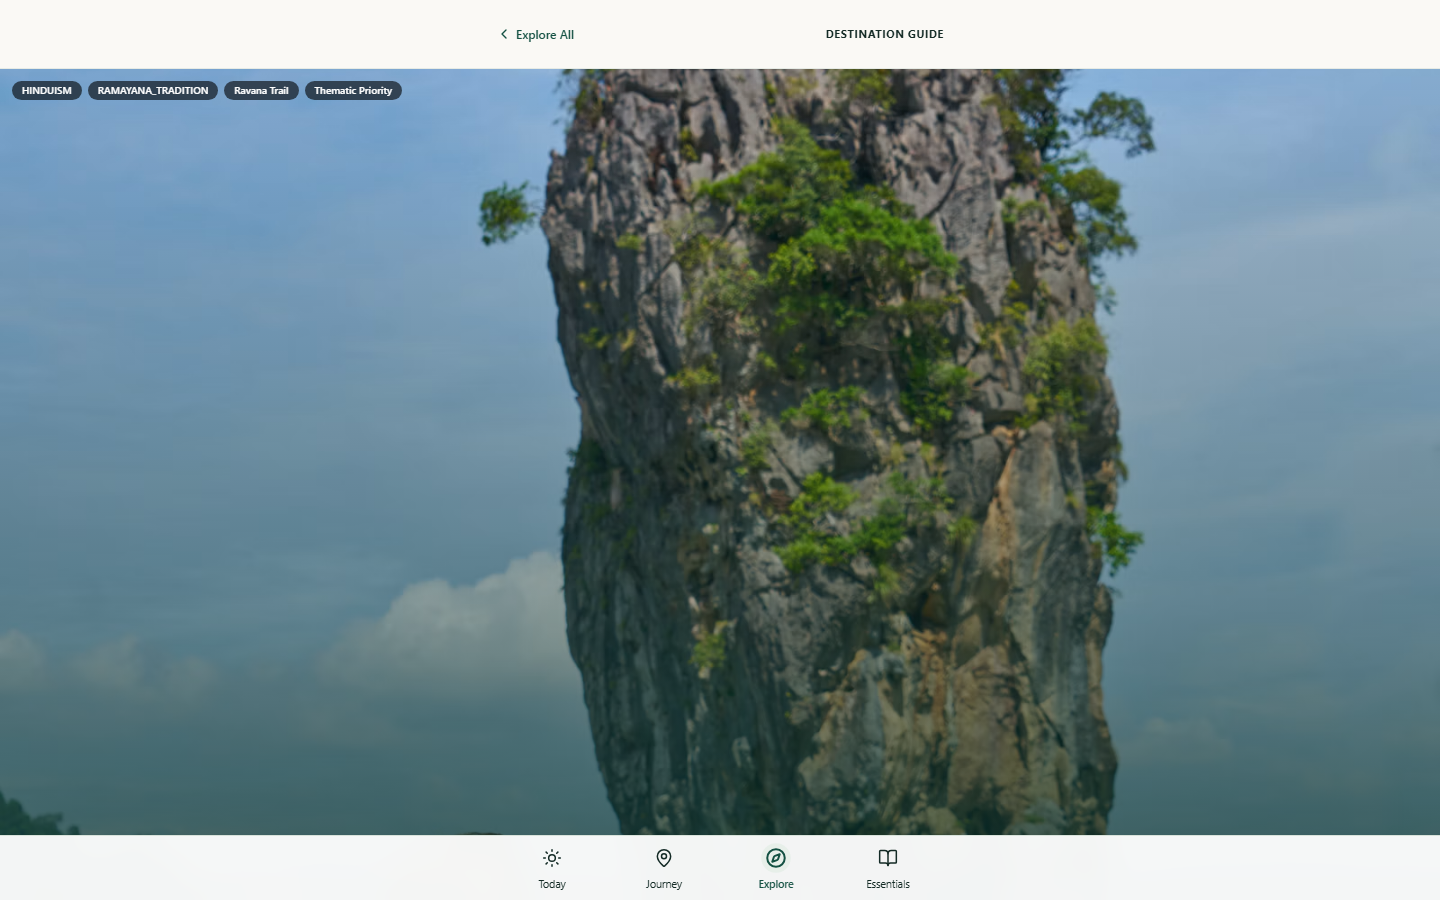 Explore All
DESTINATION GUIDE
HINDUISM
RAMAYANA_TRADITION
Ravana Trail
Thematic Priority
Today
Journey
Explore
Essentials